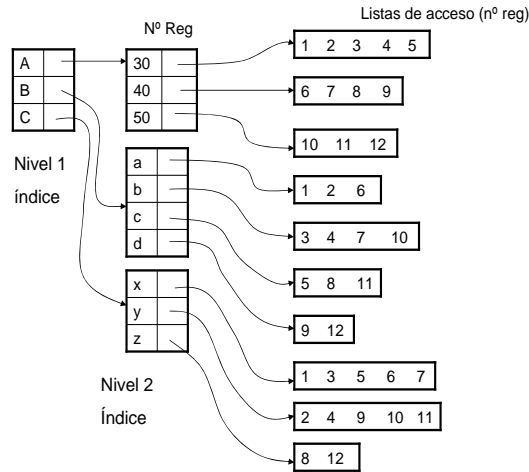 Listas de acceso (nº reg)
Nº Reg
A
B
C
Nivel 1
índice
30
40
50
a
b
c
d
x
y
z
Nivel 2
Índice
1 2 3 4 5
6 7 8 9
10 11 12
1 2 6
3 4 7 10
5 8 11
9 12
1 3 5 6 7
2 4 9 10 11
8 12